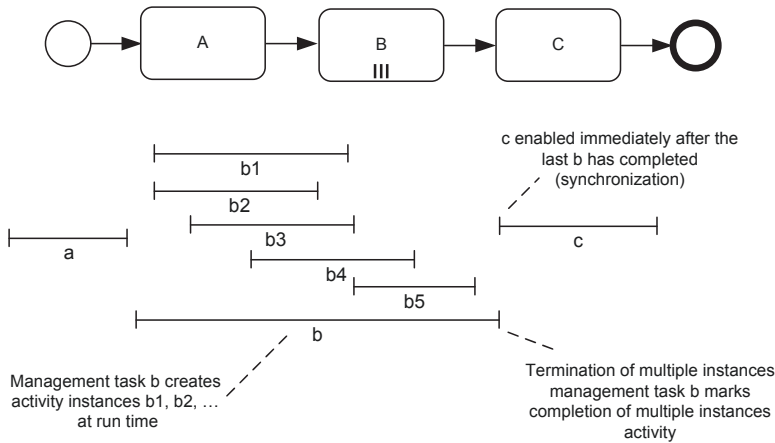 A
B
C
c enabled immediately after the
last b has completed
(synchronization)
b1
b2
b3
a
c
b4
b5
b
Management task b creates
activity instances b1, b2, …
at run time
Termination of multiple instances
management task b marks
completion of multiple instances
activity